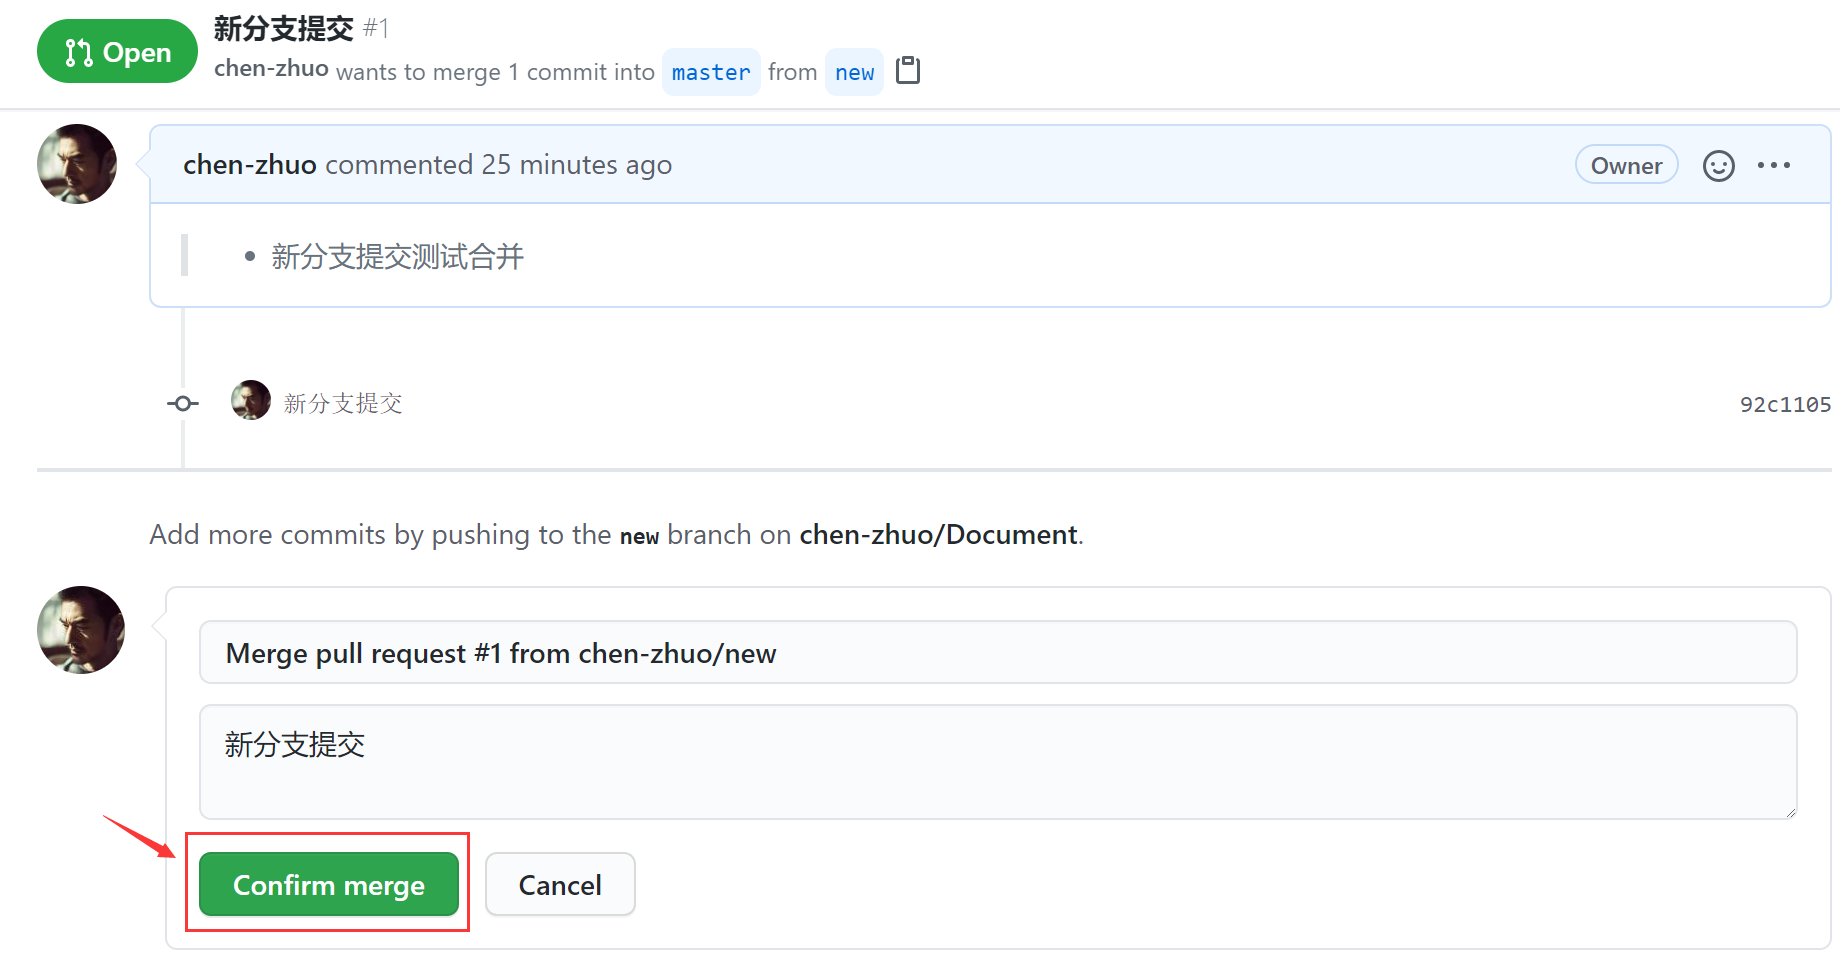 Open
新分支提交 #1
chen-zhuo wants to merge 1 commit into master from new
chen-zhuo commented 25 minutes ago
Owner
新分支提交测试合并
新分支提交
92c1105
Add more commits by pushing to the new branch on chen-zhuo/Document.
Merge pull request #1 from chen-zhuo/new
新分支提交
Confirm merge
Cancel